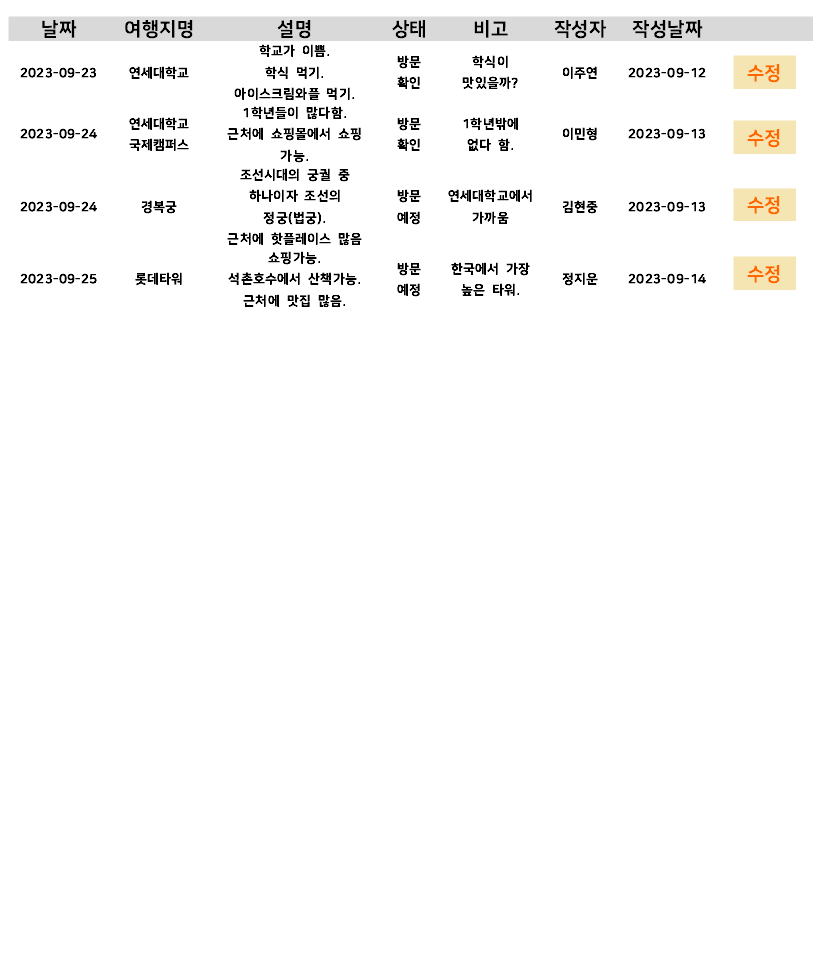 날짜 여행지명 설명 상태 비고 작성자 작성날짜
학교가 이쁨.
학식 먹기.
아이스크림와플 먹기.
2023-09-23 연세대학교
방문
확인
학식이
맛있을까?
이주연 2023-09-12 수정
2023-09-24
연세대학교
국제캠퍼스
1학년들이 많다함.
근처에 쇼핑몰에서 쇼핑
가능.
방문
확인
1학년밖에
없다 함.
이민형 2023-09-13 수정
2023-09-24 경복궁
조선시대의 궁궐 중
하나이자 조선의
정궁(법궁).
근처에 핫플레이스 많음
방문
예정
연세대학교에서
가까움
김현중 2023-09-13 수정
2023-09-25 롯데타워
쇼핑가능.
석촌호수에서 산책가능.
근처에 맛집 많음.
방문
예정
한국에서 가장
높은 타워.
정지운 2023-09-14 수정